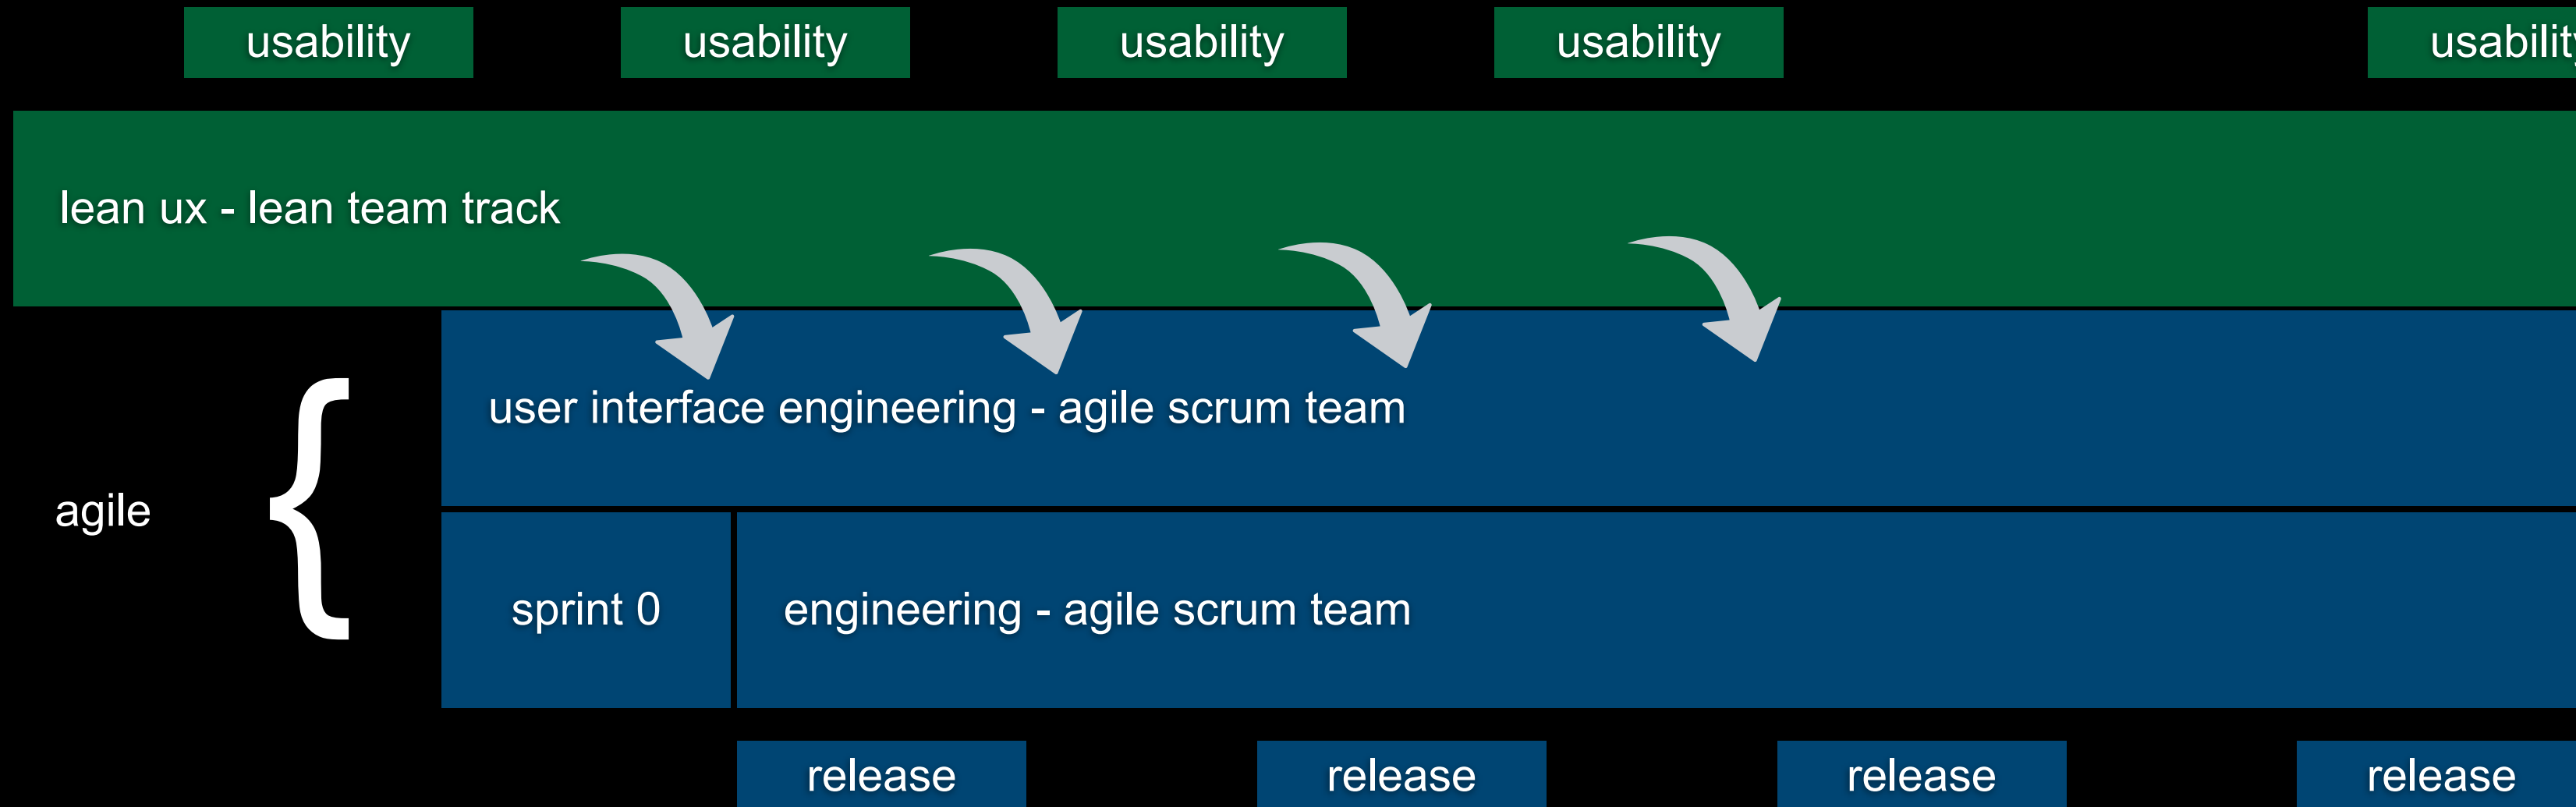 usability usability usability usability usability
lean ux - lean team track
user interface engineering - agile scrum team
agile {
sprint 0 engineering - agile scrum team
release release release release